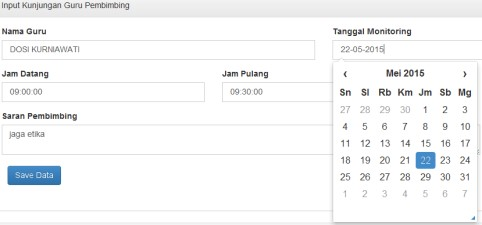 Input Kunjungan Guru Pembimbing
Nama Guru
Tanggal Monitoring
DOSI KURNIAWATI
22-05-2015
Jam Datang
Jam Pulang
09:00:00
09:30:00
Saran Pembimbing
jaga etika
Save Data
‹ Mei 2015 ›
Sn Sl Rb Km Jm Sb Mg
27 28 29 30 1 2 3
4 5 6 7 8 9 10
11 12 13 14 15 16 17
18 19 20 21 22 23 24
25 26 27 28 29 30 31
1 2 3 4 5 6 7